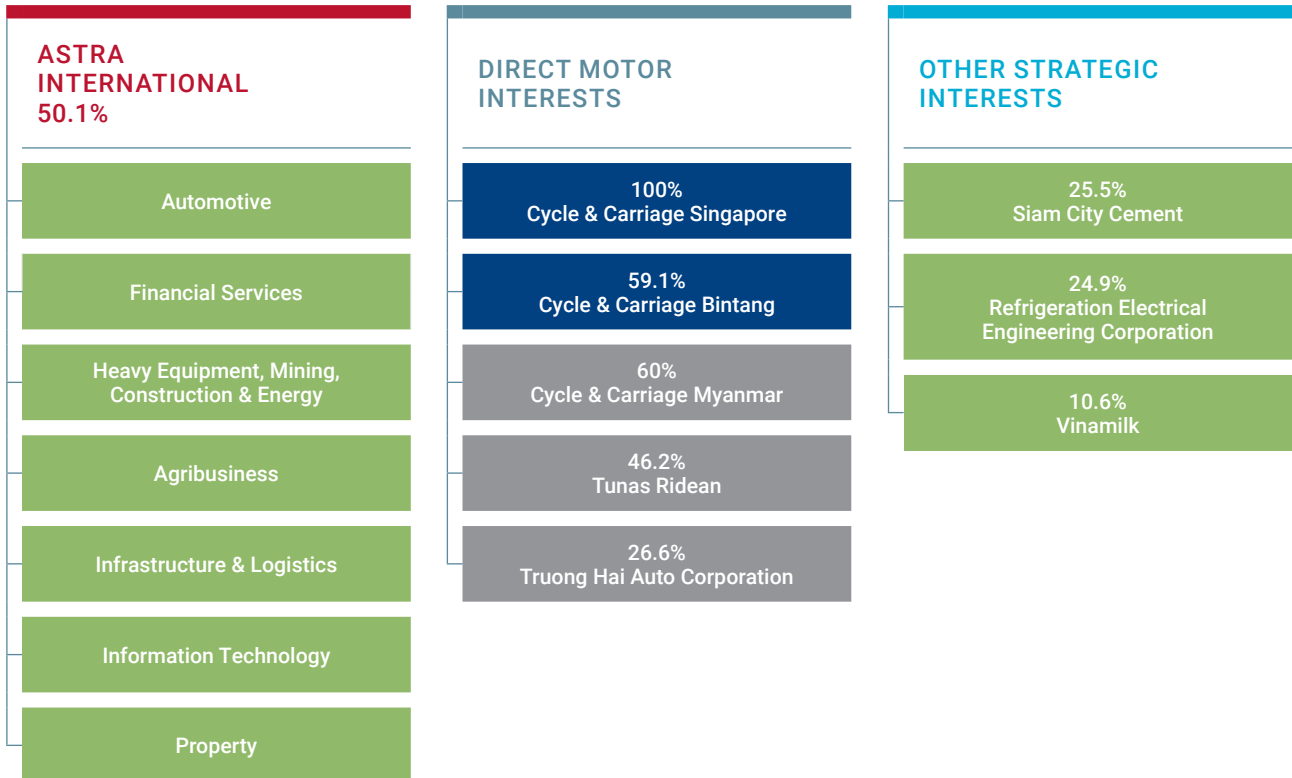 ASTRA
INTERNATIONAL
50.1%
Automotive
Financial Services
Heavy Equipment, Mining,
Construction & Energy
Agribusiness
Infrastructure & Logistics
Information Technology
Property
DIRECT MOTOR
INTERESTS
100%
Cycle & Carriage Singapore
59.1%
Cycle & Carriage Bintang
60%
Cycle & Carriage Myanmar
46.2%
Tunas Ridean
26.6%
Truong Hai Auto Corporation
OTHER STRATEGIC
INTERESTS
25.5%
Siam City Cement
24.9%
Refrigeration Electrical
Engineering Corporation
10.6%
Vinamilk